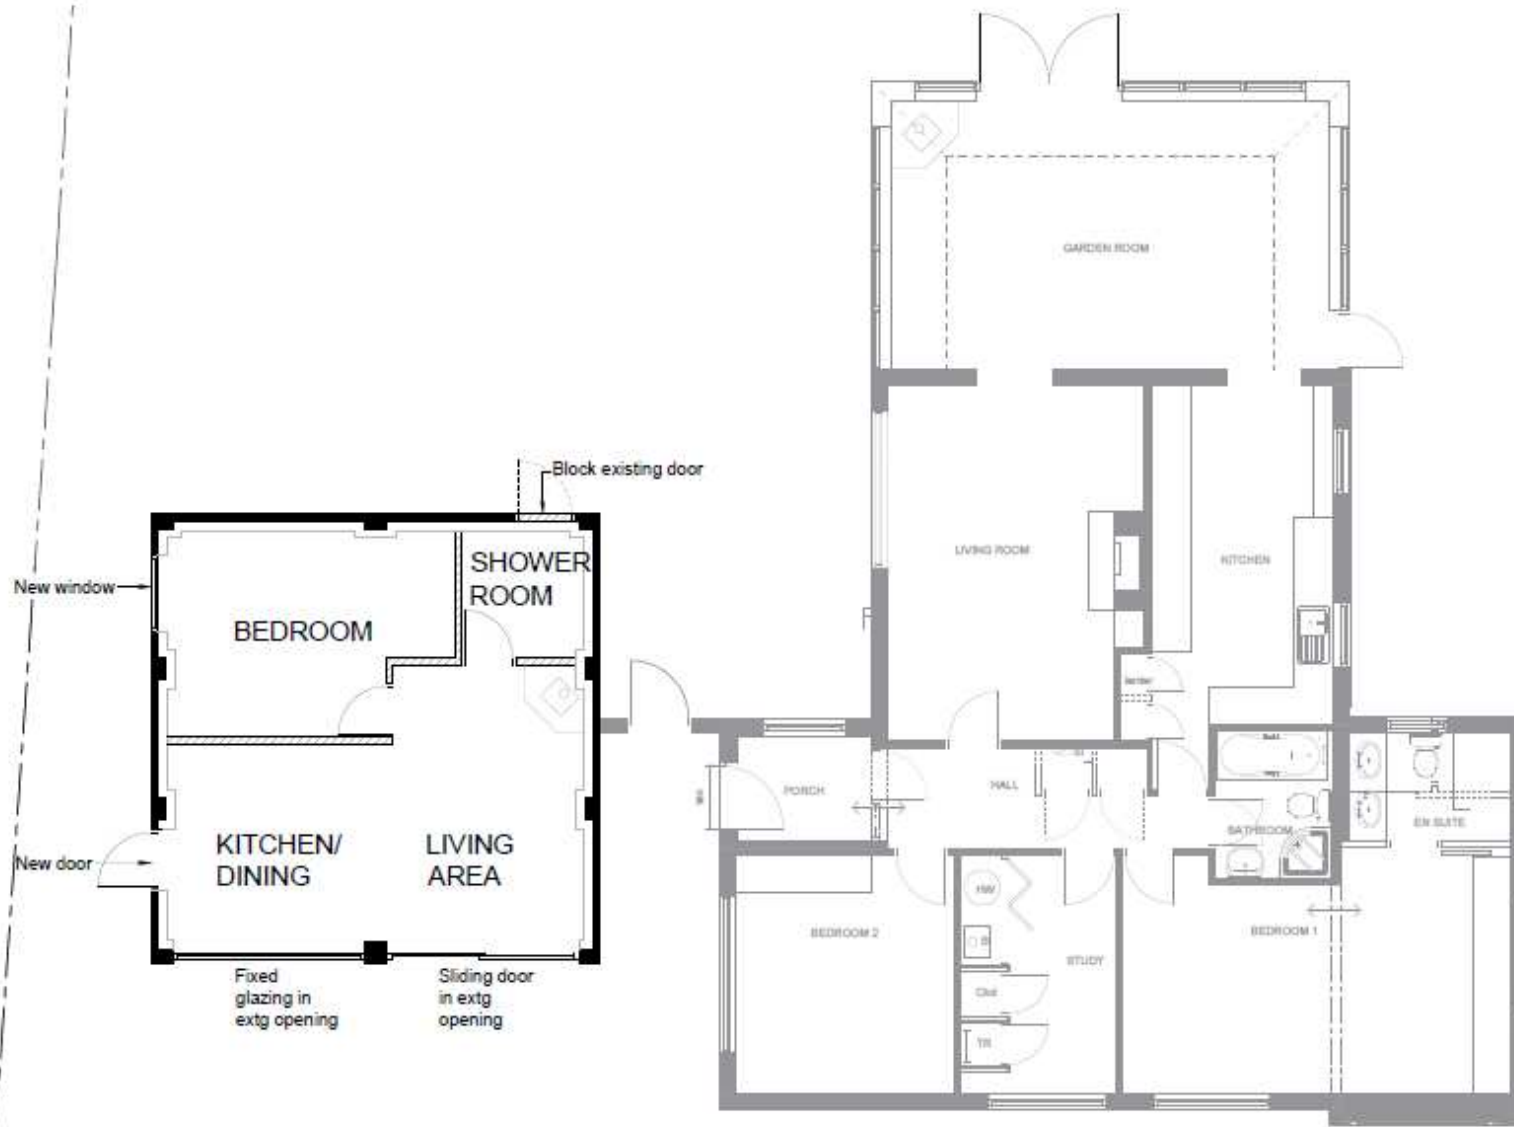 GARDEN ROOM
Block existing door
SHOWER
ROOM
LIVING ROOM
KITCHEN
New window
BEDROOM
PORCH
HALL
KITCHEN/
DINING
LIVING
AREA
BATHROOM
EN SUITE
New door
HW
BEDROOM 2
B
STUDY
BEDROOM 1
Fixed
glazing in
extg opening
Sliding door
in extg
opening